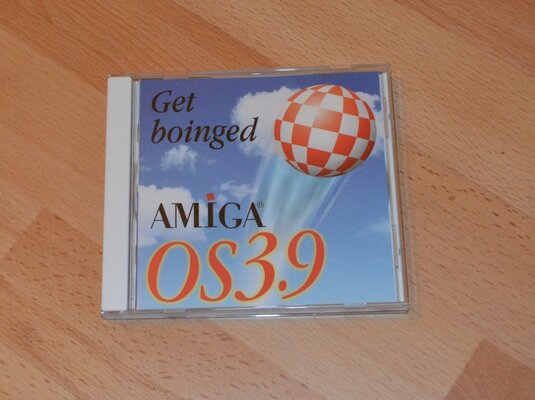 Get
boinged
AMIGA®
OS3.9